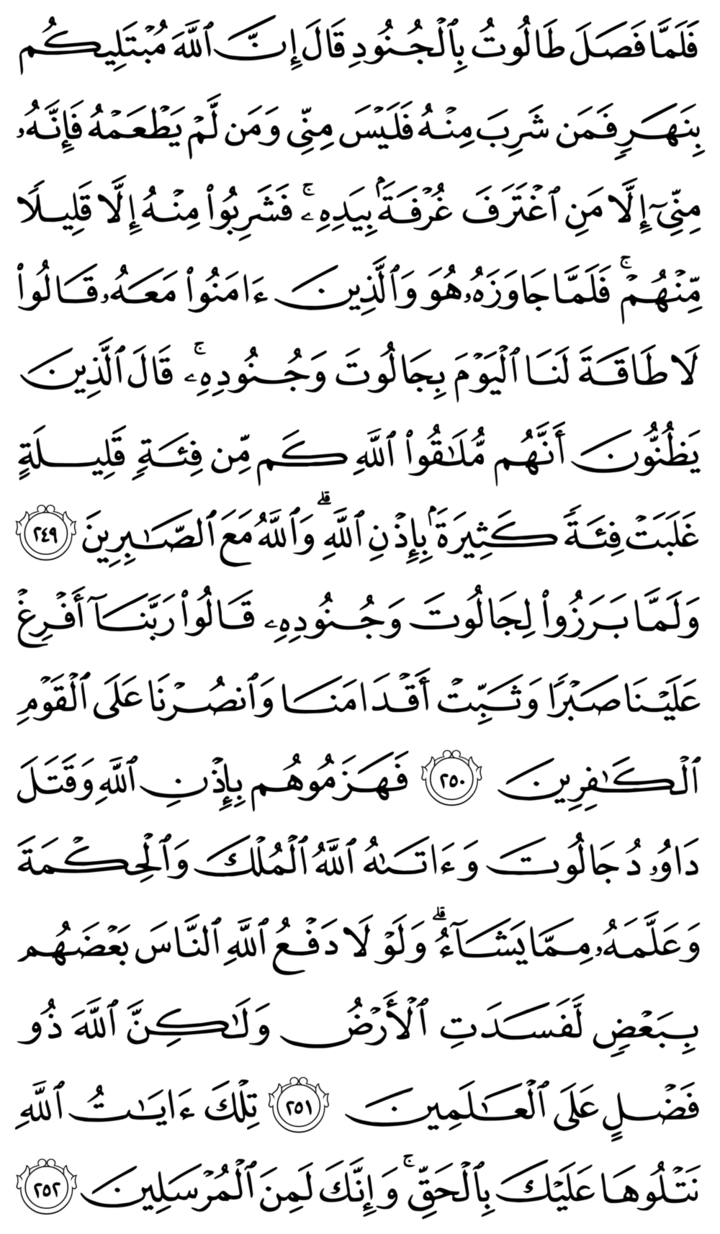 فَلَمَّا فَصَلَ طَالُوتُ بِٱلۡجُنُودِ قَالَ إِنَّ ٱللَّهَ مُبۡتَلِيكُم
بِنَهَرٖ فَمَن شَرِبَ مِنۡهُ فَلَيۡسَ مِنِّي وَمَن لَّمۡ يَطۡعَمۡهُ فَإِنَّهُۥ
مِنِّيٓ إِلَّا مَنِ ٱغۡتَرَفَ غُرۡفَةَۢ بِيَدِهِۦۚ فَشَرِبُواْ مِنۡهُ إِلَّا قَلِيلٗا
مِّنۡهُمۡۚ فَلَمَّا جَاوَزَهُۥ هُوَ وَٱلَّذِينَ ءَامَنُواْ مَعَهُۥ قَالُواْ
لَا طَاقَةَ لَنَا ٱلۡيَوۡمَ بِجَالُوتَ وَجُنُودِهِۦۚ قَالَ ٱلَّذِينَ
يَظُنُّونَ أَنَّهُم مُّلَٰقُواْ ٱللَّهِ كَم مِّن فِئَةٖ قَلِيلَةٍ
غَلَبَتۡ فِئَةٗ كَثِيرَةَۢ بِإِذۡنِ ٱللَّهِۗ وَٱللَّهُ مَعَ ٱلصَّٰبِرِينَ ٢٤٩
وَلَمَّا بَرَزُواْ لِجَالُوتَ وَجُنُودِهِۦ قَالُواْ رَبَّنَآ أَفۡرِغۡ
عَلَيۡنَا صَبۡرٗا وَثَبِّتۡ أَقۡدَامَنَا وَٱنصُرۡنَا عَلَى ٱلۡقَوۡمِ
ٱلۡكَٰفِرِينَ ٢٥٠ فَهَزَمُوهُم بِإِذۡنِ ٱللَّهِ وَقَتَلَ
دَاوُۥدُ جَالُوتَ وَءَاتَىٰهُ ٱللَّهُ ٱلۡمُلۡكَ وَٱلۡحِكۡمَةَ
وَعَلَّمَهُۥ مِمَّا يَشَآءُۗ وَلَوۡلَا دَفۡعُ ٱللَّهِ ٱلنَّاسَ بَعۡضَهُم
بِبَعۡضٖ لَّفَسَدَتِ ٱلۡأَرۡضُ وَلَٰكِنَّ ٱللَّهَ ذُو
فَضۡلٍ عَلَى ٱلۡعَٰلَمِينَ ٢٥١ تِلۡكَ ءَايَٰتُ ٱللَّهِ
نَتۡلُوهَا عَلَيۡكَ بِٱلۡحَقِّۚ وَإِنَّكَ لَمِنَ ٱلۡمُرۡسَلِينَ ٢٥٢